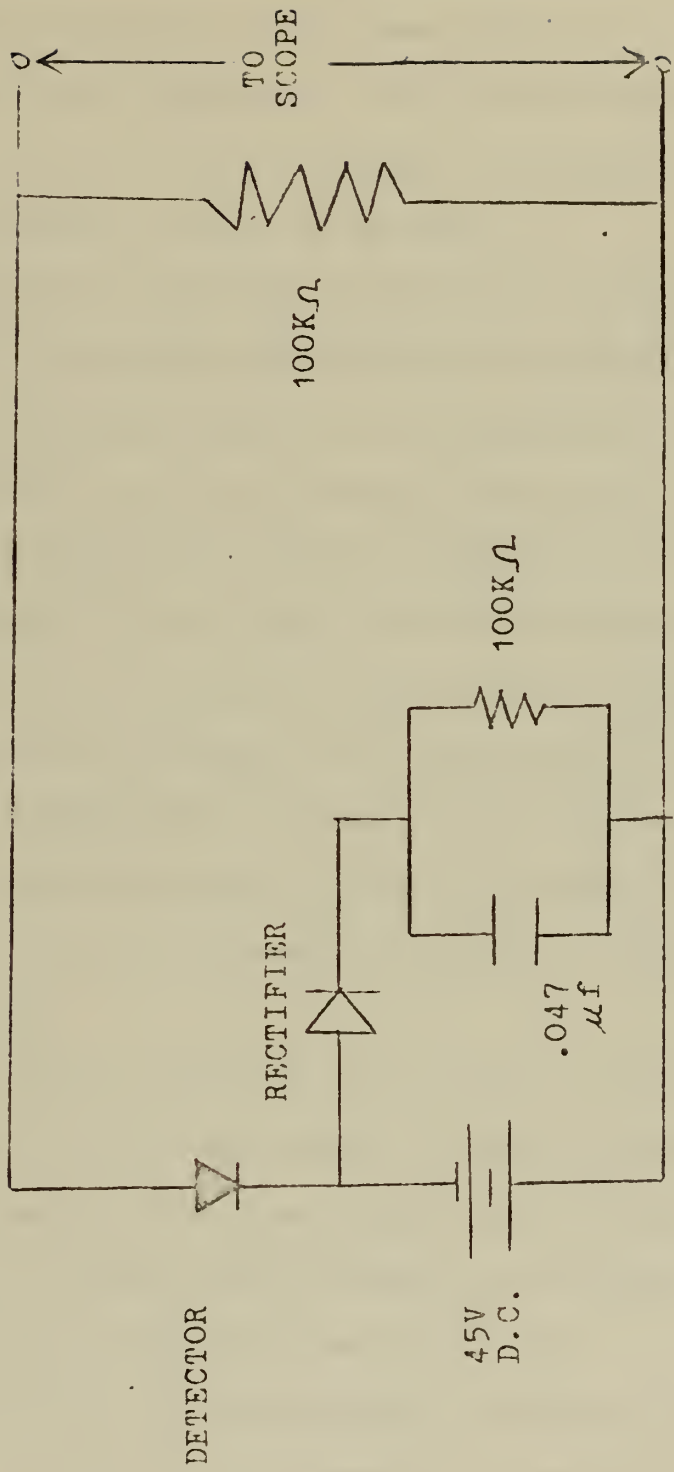 TO
SCOPE
100KΩ
100KΩ
RECTIFIER
.047
µf
DETECTOR
45V
D.C.